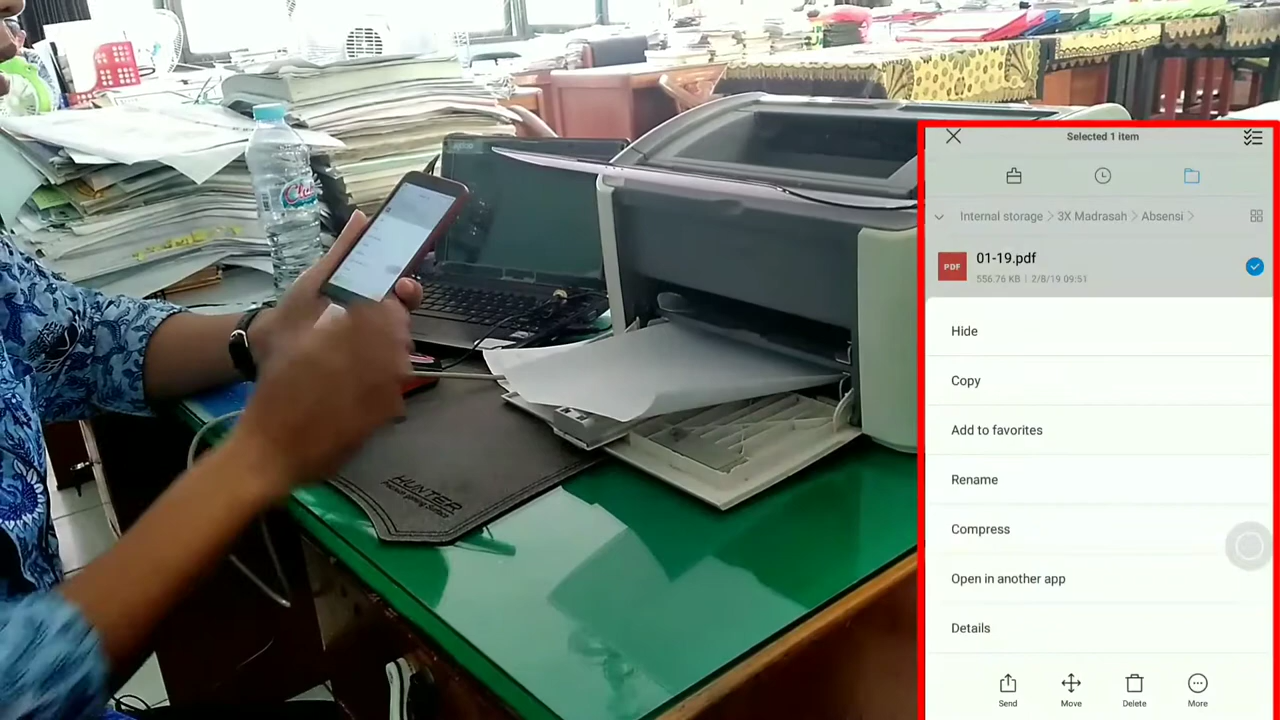 Selected 1 item
Internal storage > 3X Madrasah > Absensi >
PDF
01-19.pdf
556.76 KB | 2/8/19 09:51
Hide
Copy
Add to favorites
Rename
Compress
Open in another app
Details
Send
Move
Delete
More
HUNTER